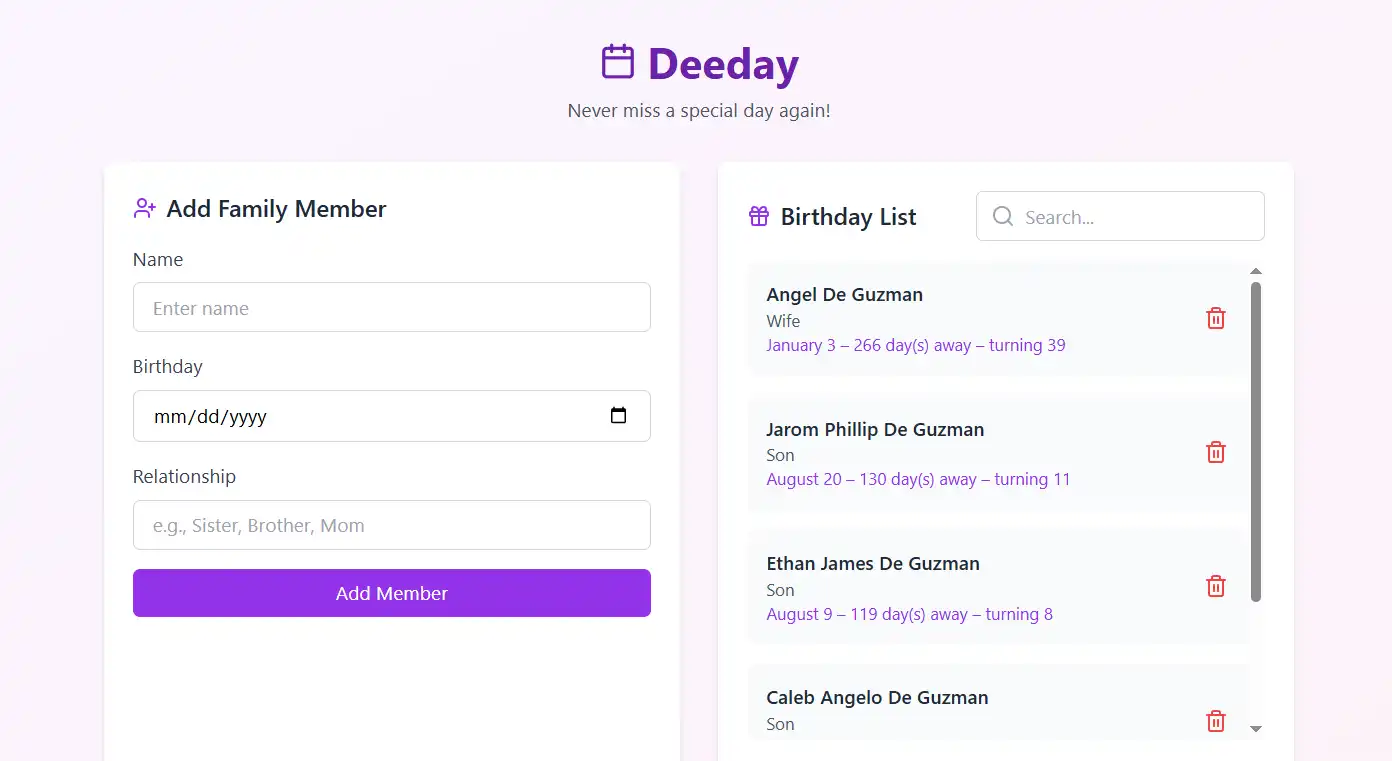 Deeday
Never miss a special day again!
Add Family Member
Name
Enter name
Birthday
mm/dd/yyyy
Relationship
e.g., Sister, Brother, Mom
Add Member
Birthday List
Search...
Angel De Guzman
Wife
January 3 – 266 day(s) away – turning 39
Jarom Phillip De Guzman
Son
August 20 – 130 day(s) away – turning 11
Ethan James De Guzman
Son
August 9 – 119 day(s) away – turning 8
Caleb Angelo De Guzman
Son